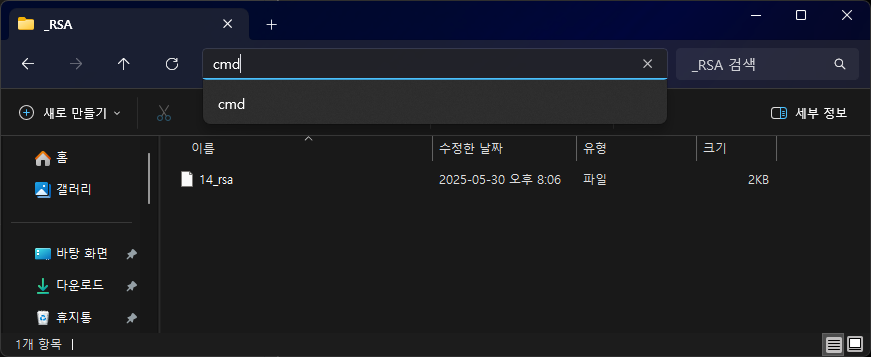 _RSA
cmd
_RSA 검색
cmd
새로 만들기
세부 정보
홈
갤러리
바탕 화면
다운로드
휴지통
이름 수정한 날짜 유형 크기
14_rsa 2025-05-30 오후 8:06 파일 2KB
1개 항목